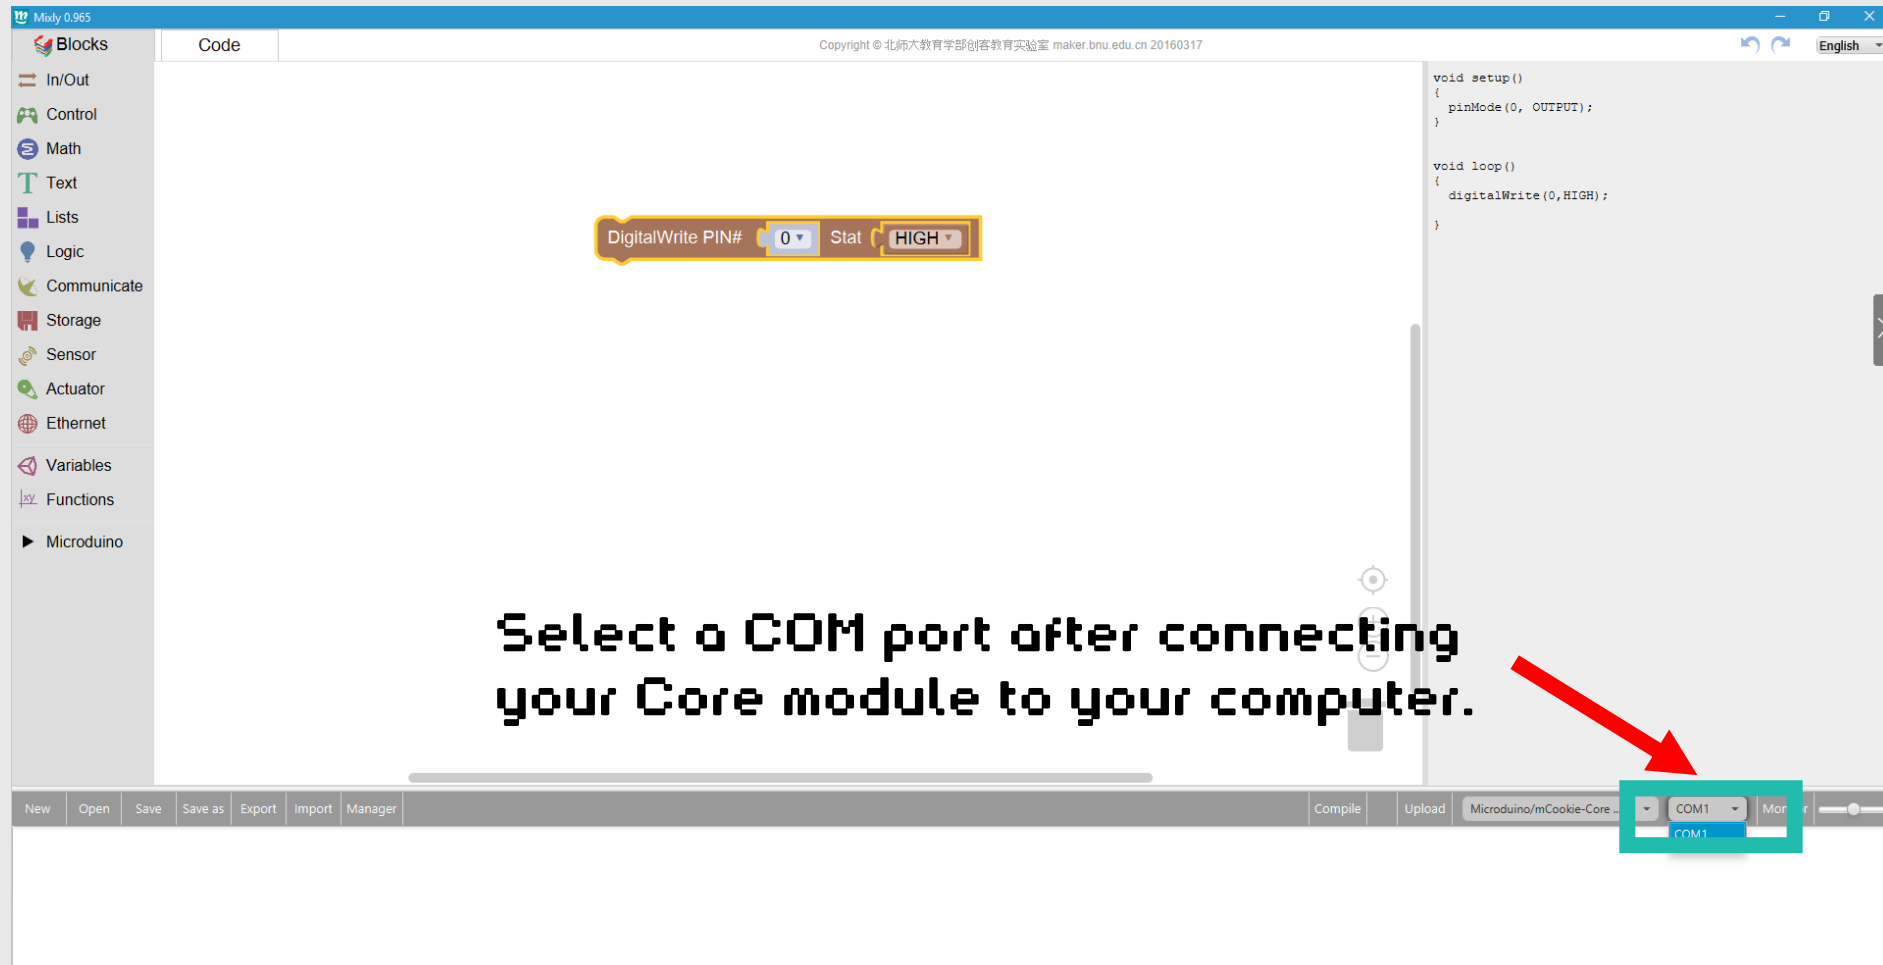 Mixly 0.965
Blocks
Code
Copyright © 北师大教育学部创客教育实验室 maker.bnu.edu.cn 20160317
English
In/Out
Control
Math
Text
Lists
Logic
Communicate
Storage
Sensor
Actuator
Ethernet
Variables
xy Functions
Microduino
DigitalWrite PIN# 0 Stat HIGH
void setup()
{
pinMode(0, OUTPUT);
}
void loop()
{
digitalWrite(0,HIGH);
}
Select a COM port after connecting
your Core module to your computer.
New Open Save Save as Export Import Manager Compile Upload Microduino/mCookie-Core ... COM1
COM1